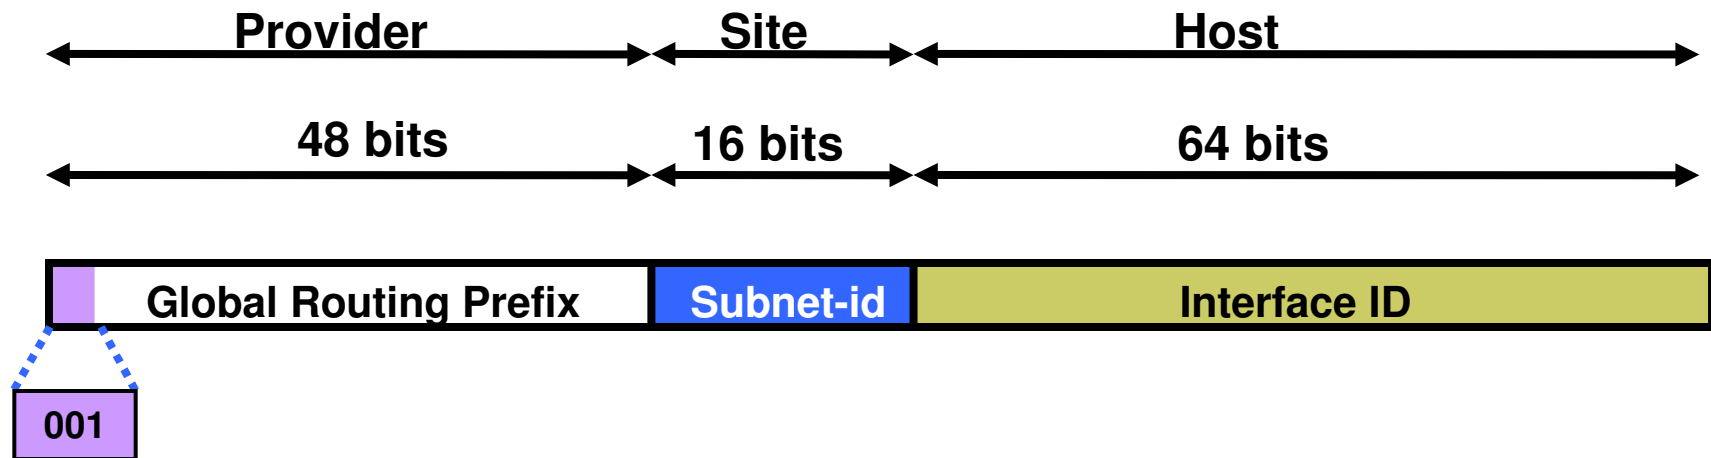 Provider Site Host
48 bits 16 bits 64 bits
Global Routing Prefix Subnet-id Interface ID
001